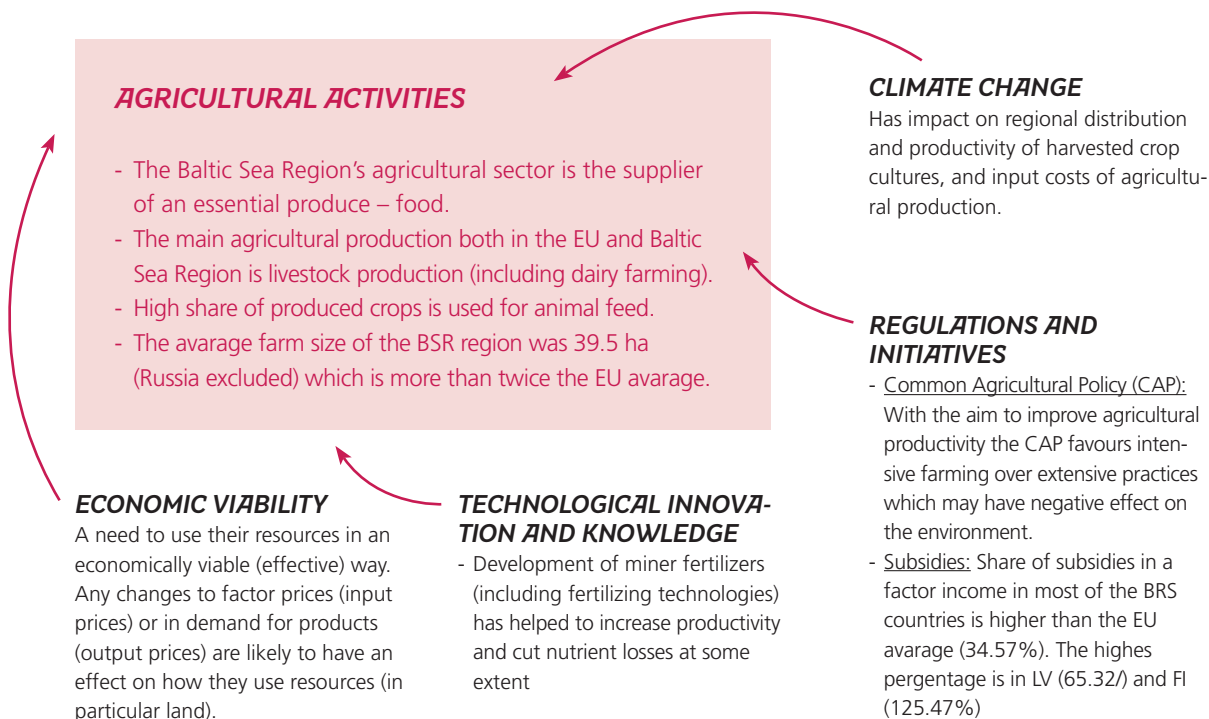 AGRICULTURAL ACTIVITIES
- The Baltic Sea Region’s agricultural sector is the supplier
of an essential produce – food.
- The main agricultural production both in the EU and Baltic
Sea Region is livestock production (including dairy farming).
- High share of produced crops is used for animal feed.
- The avarage farm size of the BSR region was 39.5 ha
(Russia excluded) which is more than twice the EU avarage.
CLIMATE CHANGE
Has impact on regional distribution
and productivity of harvested crop
cultures, and input costs of agricultu-
ral production.
REGULATIONS AND
INITIATIVES
- Common Agricultural Policy (CAP):
With the aim to improve agricultural
productivity the CAP favours inten-
sive farming over extensive practices
which may have negative effect on
the environment.
- Subsidies: Share of subsidies in a
factor income in most of the BRS
countries is higher than the EU
avarage (34.57%). The highes
pergentage is in LV (65.32/) and FI
(125.47%)
ECONOMIC VIABILITY
A need to use their resources in an
economically viable (effective) way.
Any changes to factor prices (input
prices) or in demand for products
(output prices) are likely to have an
effect on how they use resources (in
particular land).
TECHNOLOGICAL INNOVA-
TION AND KNOWLEDGE
- Development of miner fertilizers
(including fertilizing technologies)
has helped to increase productivity
and cut nutrient losses at some
extent